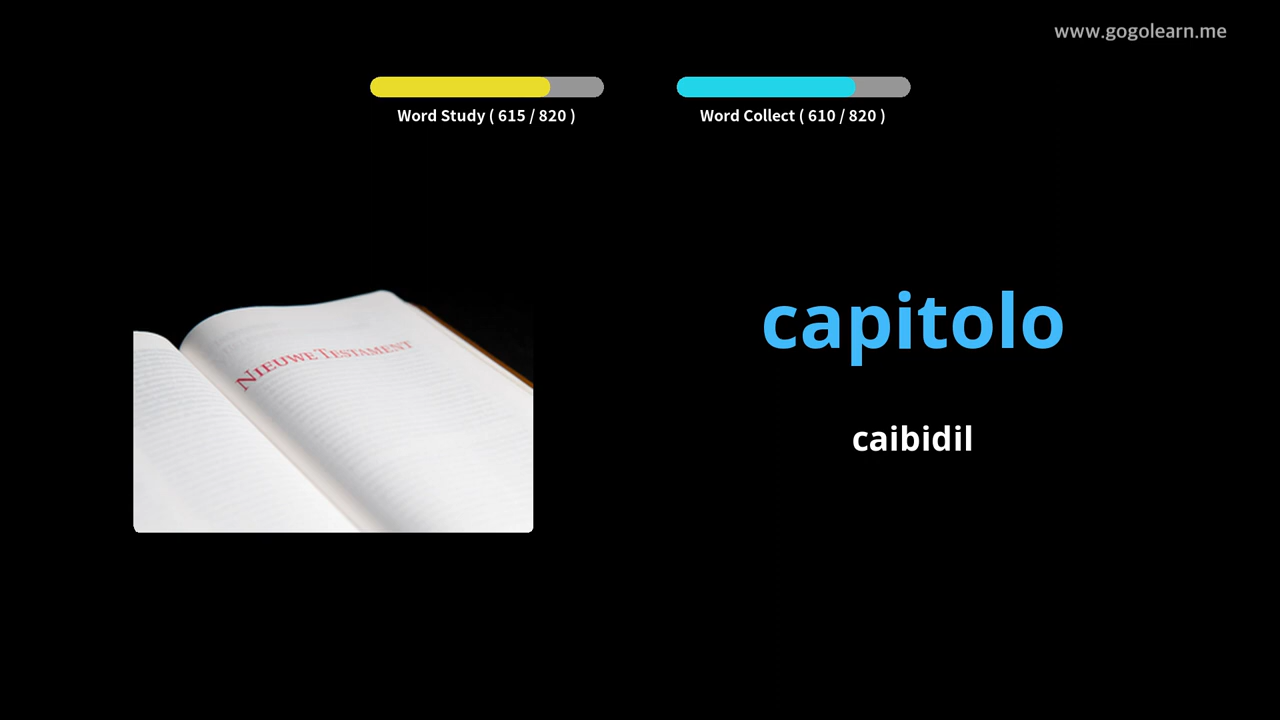 www.gogolearn.me
Word Study ( 615 / 820 )
Word Collect ( 610 / 820 )
NIEUWE TESTAMENT
capitolo
caibidil